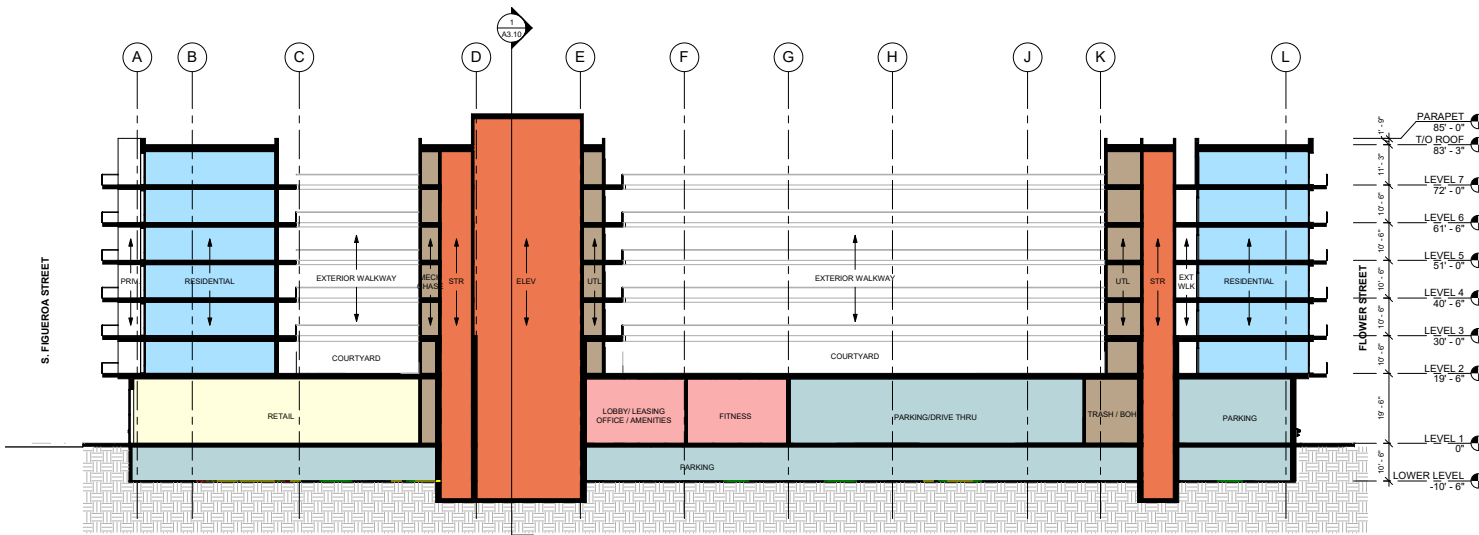 1
A3.10
A
B
C
D
E
F
G
H
J
K
L
PARAPET
85' - 0"
T/O ROOF
83' - 3"
LEVEL 7
72' - 0"
LEVEL 6
61' - 6"
LEVEL 5
51' - 0"
LEVEL 4
40' - 6"
LEVEL 3
30' - 0"
LEVEL 2
19' - 6"
LEVEL 1
0"
LOWER LEVEL
-10' - 6"
1' - 9"
11' - 3"
10' - 6"
10' - 6"
10' - 6"
10' - 6"
10' - 6"
19' - 6"
10' - 6"
S. FIGUEROA STREET
FLOWER STREET
PRIV.
RESIDENTIAL
EXTERIOR WALKWAY
MECH
CHASE
STR
ELEV
UTL
EXTERIOR WALKWAY
UTL
STR
EXT
WLK
RESIDENTIAL
COURTYARD
COURTYARD
RETAIL
LOBBY/ LEASING
OFFICE / AMENITIES
FITNESS
PARKING/DRIVE THRU
TRASH / BOH
PARKING
PARKING